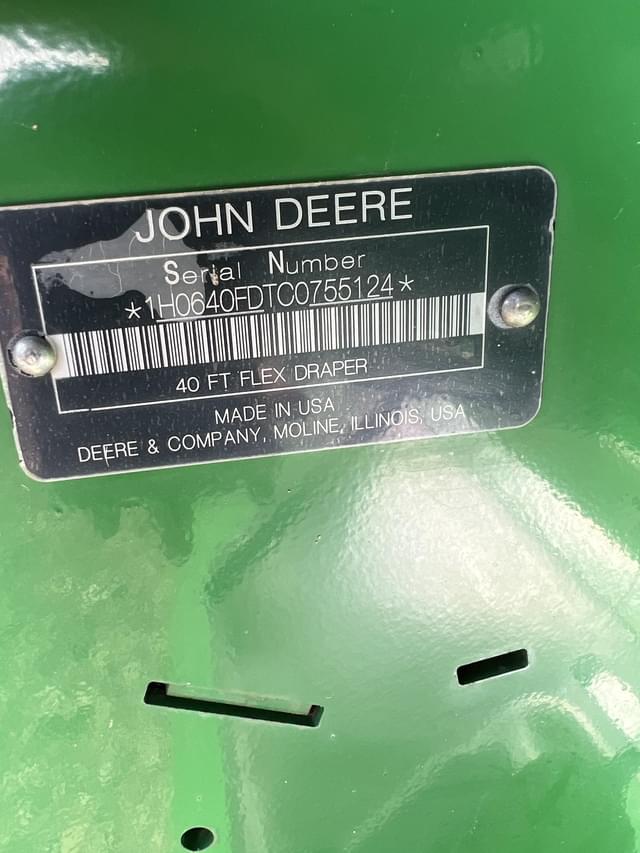 JOHN DEERE
Serial Number
*1H0640FDTC0755124*
40 FT FLEX DRAPER
MADE IN USA
DEERE & COMPANY, MOLINE, ILLINOIS, USA